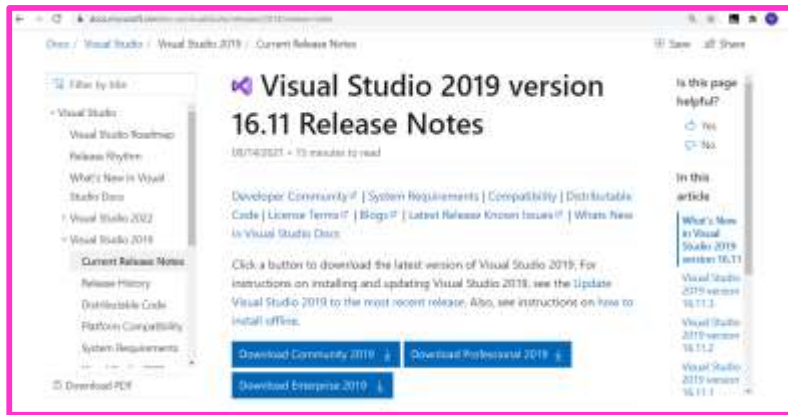 Docs / Visual Studio / Visual Studio 2019 / Current Release Notes
Save
Share
Filter by title
Visual Studio
Visual Studio Roadmap
Release Rhythm
What's New in Visual
Studio Docs
Visual Studio 2022
Visual Studio 2019
Current Release Notes
Release History
Distributable Code
Platform Compatibility
System Requirements
Download PDF
Visual Studio 2019 version
16.11 Release Notes
09/14/2021 • 15 minutes to read
Developer Community | System Requirements | Compatibility | Distributable
Code | License Terms | Blogs | Latest Release Known Issues | Whats New
in Visual Studio Docs
Click a button to download the latest version of Visual Studio 2019. For
instructions on installing and updating Visual Studio 2019, see the Update
Visual Studio 2019 to the most recent release. Also, see instructions on how to
install offline.
Download Community 2019
Download Professional 2019
Download Enterprise 2019
Is this page
helpful?
Yes
No
In this
article
What's New
in Visual
Studio 2019
version 16.11
Visual Studio
2019 version
16.11.3
Visual Studio
2019 version
16.11.2
Visual Studio
2019 version
16.11.1